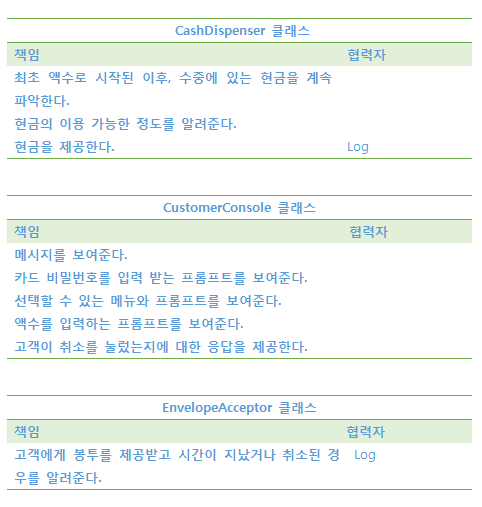 CashDispenser 클래스
책임 협력자
최초 액수로 시작된 이후, 수중에 있는 현금을 계속
파악한다.
현금의 이용 가능한 정도를 알려준다.
현금을 제공한다. Log
CustomerConsole 클래스
책임 협력자
메시지를 보여준다.
카드 비밀번호를 입력 받는 프롬프트를 보여준다.
선택할 수 있는 메뉴와 프롬프트를 보여준다.
액수를 입력하는 프롬프트를 보여준다.
고객이 취소를 눌렀는지에 대한 응답을 제공한다.
EnvelopeAcceptor 클래스
책임 협력자
고객에게 봉투를 제공받고 시간이 지났거나 취소된 경 Log
우를 알려준다.